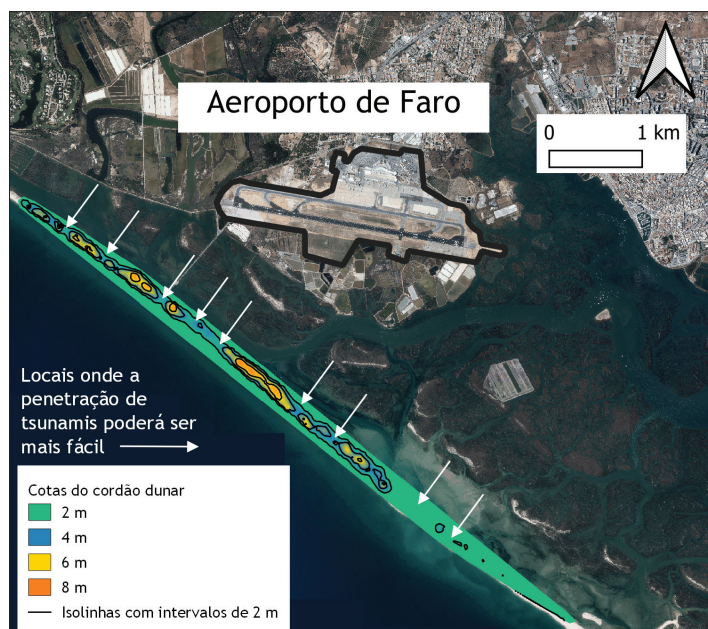 Aeroporto de Faro
0 1 km
Locais onde a
penetração de
tsunamis poderá ser
mais fácil
Cotas do cordão dunar
2 m
4 m
6 m
8 m
Isolinhas com intervalos de 2 m